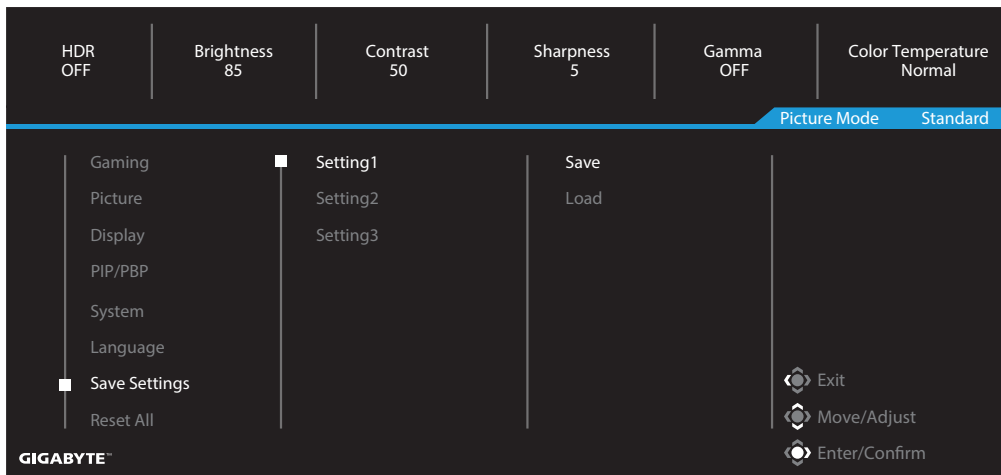 HDR
OFF
Brightness
85
Contrast
50
Sharpness
5
Gamma
OFF
Color Temperature
Normal
Picture Mode Standard
Gaming
Picture
Display
PIP/PBP
System
Language
Save Settings
Reset All
Setting1
Setting2
Setting3
Save
Load
Exit
Move/Adjust
Enter/Confirm
GIGABYTE™